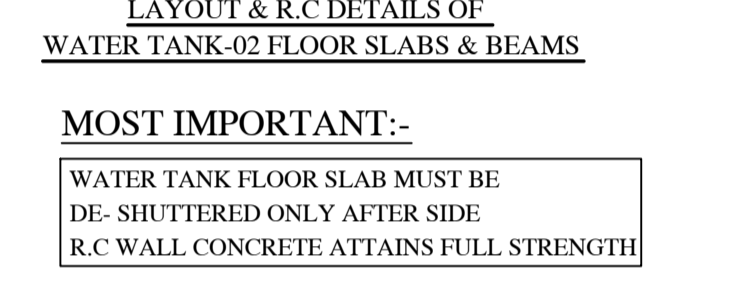 LAYOUT & R.C DETAILS OF
WATER TANK-02 FLOOR SLABS & BEAMS
MOST IMPORTANT:-
WATER TANK FLOOR SLAB MUST BE
DE- SHUTTERED ONLY AFTER SIDE
R.C WALL CONCRETE ATTAINS FULL STRENGTH